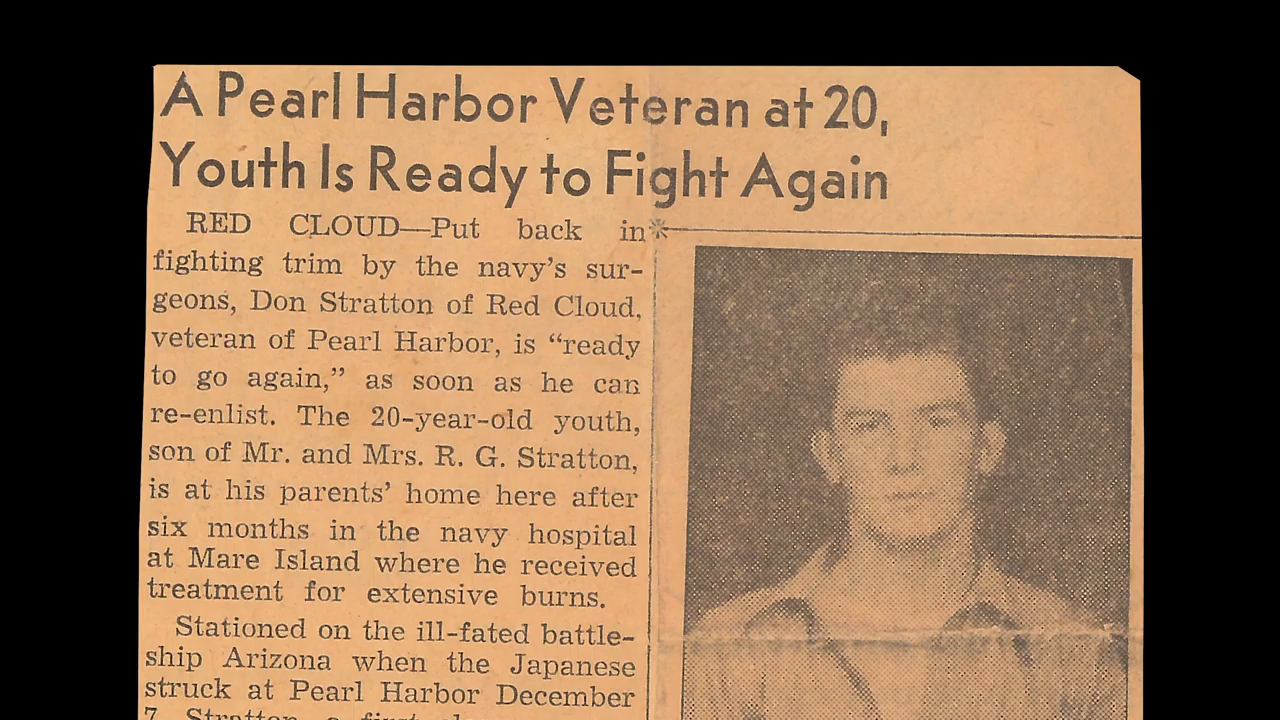 A Pearl Harbor Veteran at 20,
Youth Is Ready to Fight Again
RED CLOUD—Put back in
fighting trim by the navy's sur-
geons, Don Stratton of Red Cloud,
veteran of Pearl Harbor, is “ready
to go again,” as soon as he can
re-enlist. The 20-year-old youth,
son of Mr. and Mrs. R. G. Stratton,
is at his parents' home here after
six months in the navy hospital
at Mare Island where he received
treatment for extensive burns.
Stationed on the ill-fated battle-
ship Arizona when the Japanese
struck at Pearl Harbor December
7, Stratton, a first